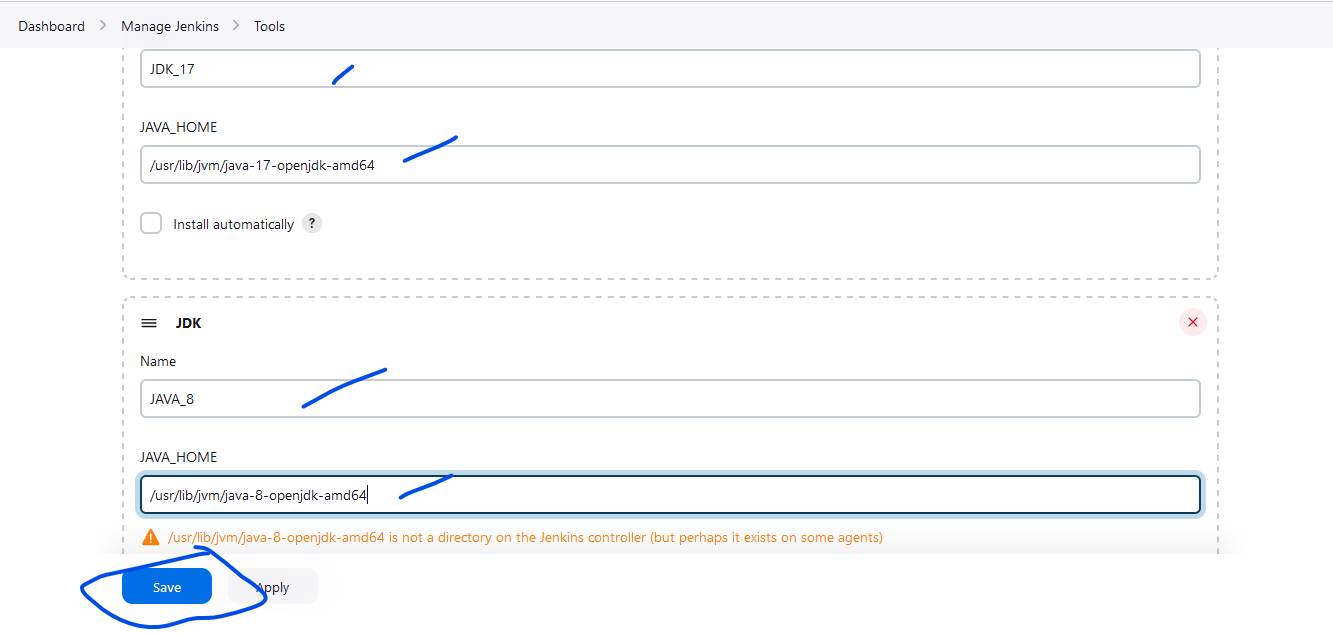 Dashboard > Manage Jenkins > Tools
JDK_17
JAVA_HOME
/usr/lib/jvm/java-17-openjdk-amd64
Install automatically ?
JDK
Name
JAVA_8
JAVA_HOME
/usr/lib/jvm/java-8-openjdk-amd64
/usr/lib/jvm/java-8-openjdk-amd64 is not a directory on the Jenkins controller (but perhaps it exists on some agents)
Save Apply